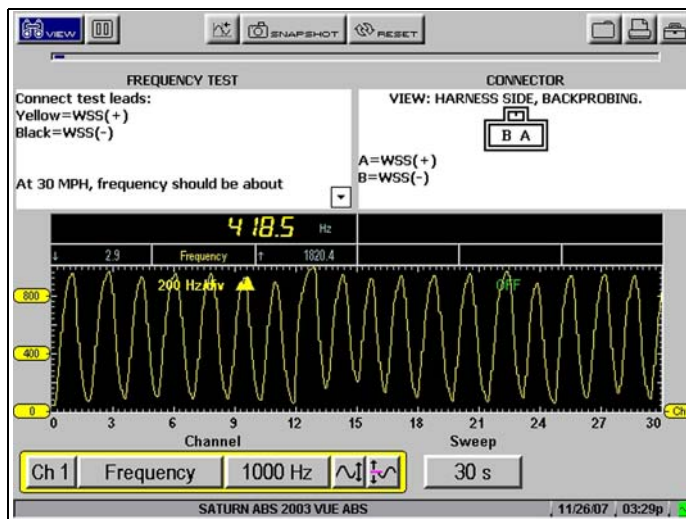 VIEW SNAPSHOT RESET
FREQUENCY TEST
Connect test leads:
Yellow=WSS(+)
Black=WSS(-)
At 30 MPH, frequency should be about
CONNECTOR
VIEW: HARNESS SIDE, BACKPROBING.
B A
A=WSS(+)
B=WSS(-)
418.5 Hz
↓ 2.9 Frequency ↑ 1820.4
200 Hz/div OFF
800
400
0
Ch
0 3 6 9 12 15 18 21 24 27 30
Channel Sweep
Ch 1 Frequency 1000 Hz 30 s
SATURN ABS 2003 VUE ABS 11/26/07 03:29p